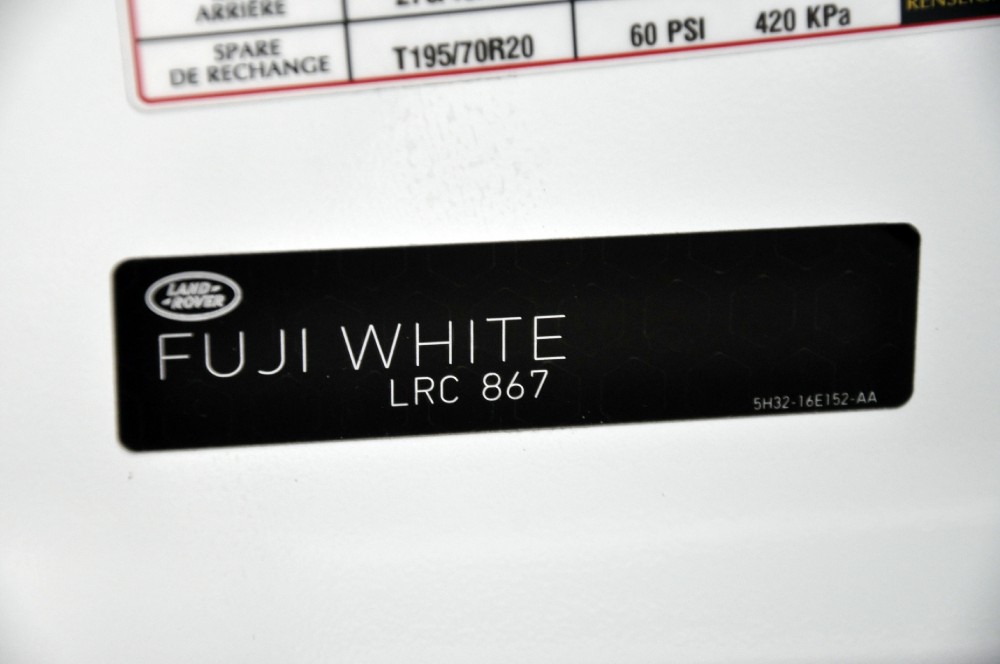 ARRIÈRE
SPARE
DE RECHANGE
T195/70R20
60 PSI 420 KPa
LAND-
-ROVER
FUJI WHITE
LRC 867
5H32-16E152-AA